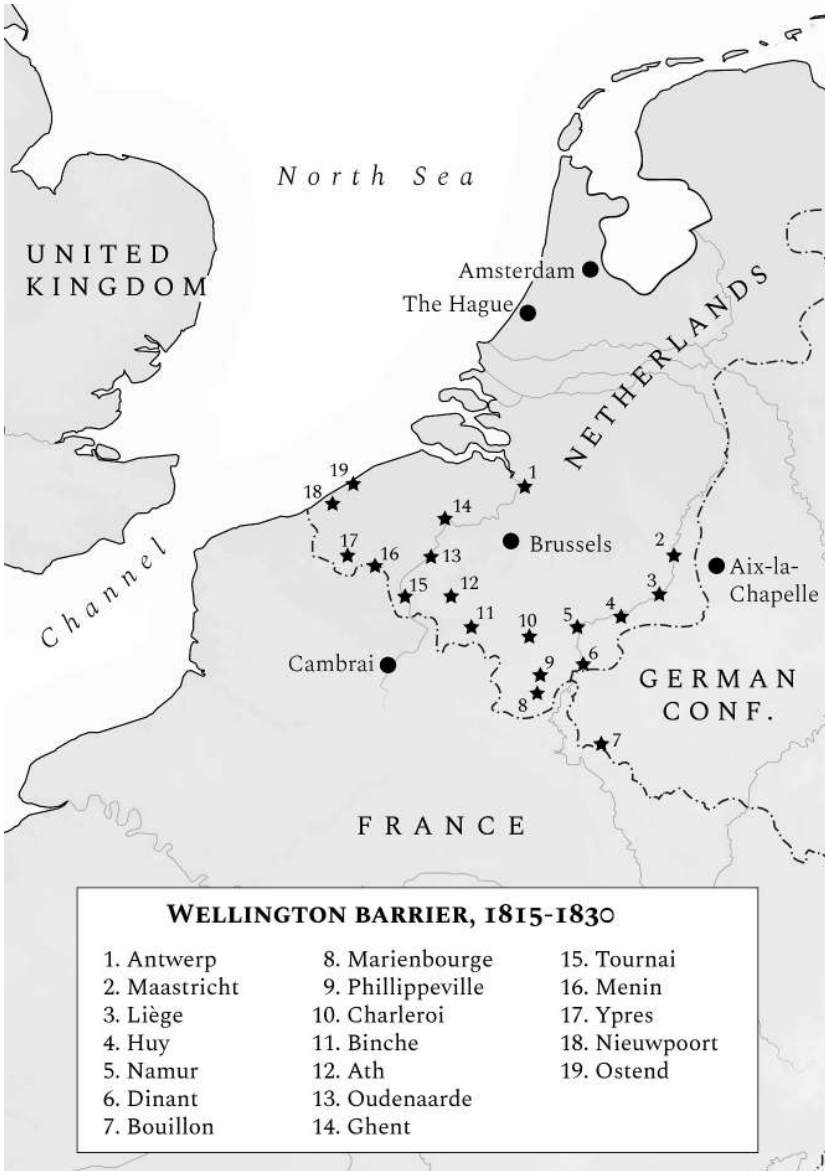 North Sea
UNITED
KINGDOM
Amsterdam
The Hague
NETHERLANDS
19
18
1
14
17
16
13
Brussels
2
Aix-la-
Chapelle
15
12
3
Channel
11
10
5
4
Cambrai
9
6
8
GERMAN
CONF.
7
FRANCE
WELLINGTON BARRIER, 1815-1830
1. Antwerp
2. Maastricht
3. Liège
4. Huy
5. Namur
6. Dinant
7. Bouillon
8. Marienbourge
9. Phillippeville
10. Charleroi
11. Binche
12. Ath
13. Oudenaarde
14. Ghent
15. Tournai
16. Menin
17. Ypres
18. Nieuwpoort
19. Ostend